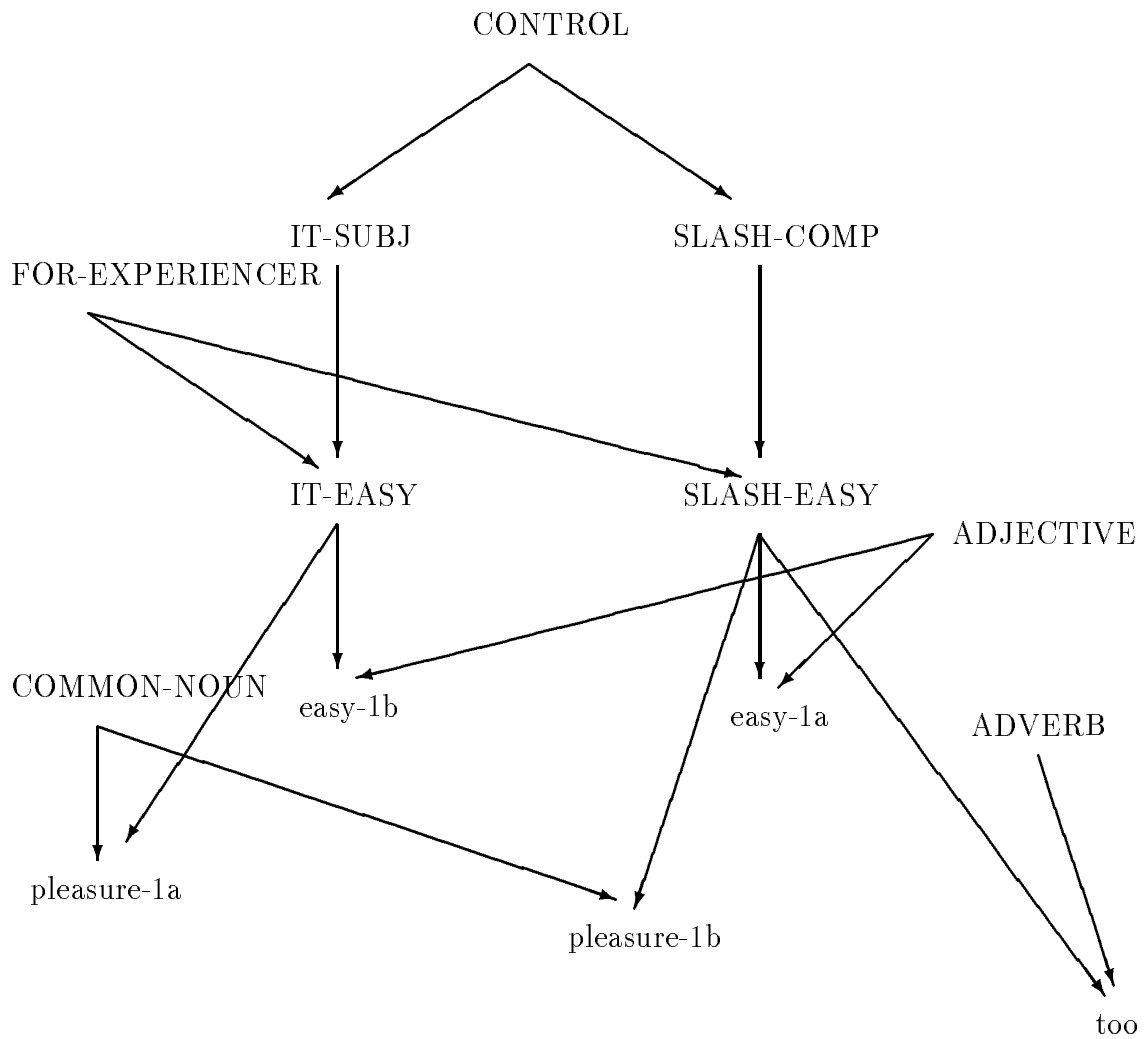 CONTROL
IT-SUBJ
SLASH-COMP
FOR-EXPERIENCER
IT-EASY
SLASH-EASY
ADJECTIVE
COMMON-NOUN
easy-1b
easy-1a
ADVERB
pleasure-1a
pleasure-1b
too